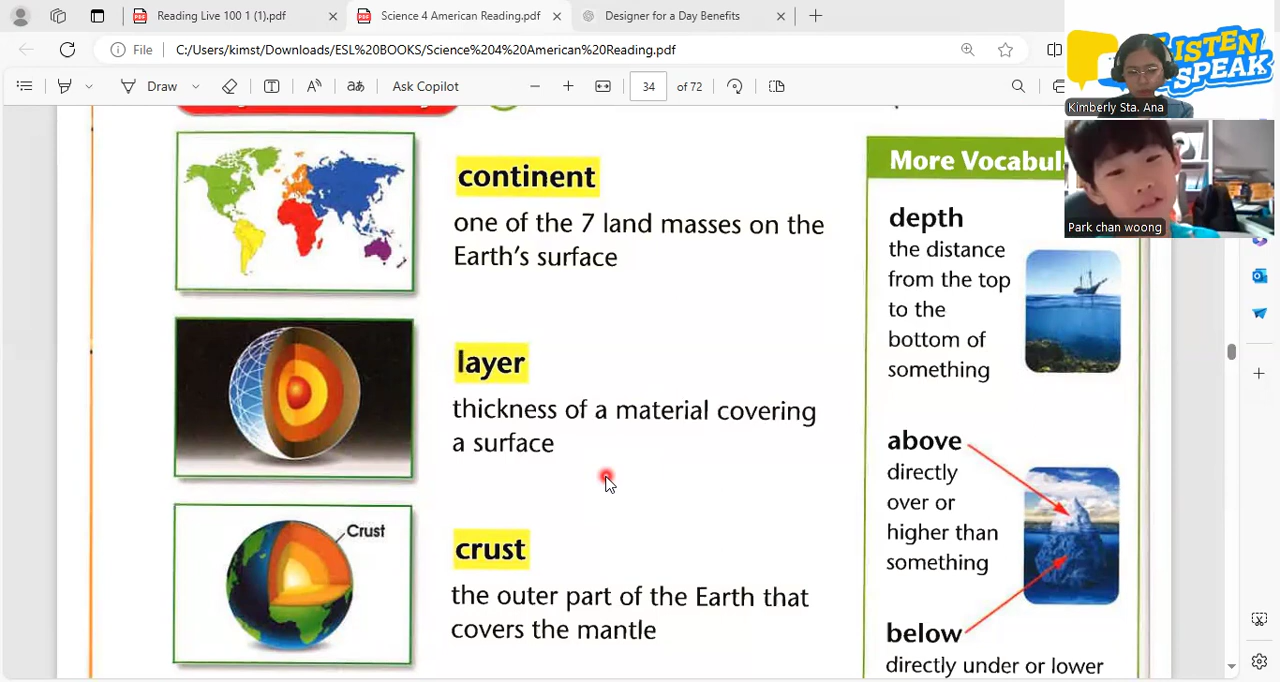 Reading Live 100 1 (1).pdf
Science 4 American Reading.pdf
Designer for a Day Benefits
File
C:/Users/kimst/Downloads/ESL%20BOOKS/Science%204%20American%20Reading.pdf
Draw
Ask Copilot
34
of 72
LISTEN
SPEAK
Kimberly Sta. Ana
Park chan woong
continent
one of the 7 land masses on the
Earth's surface
layer
thickness of a material covering
a surface
Crust
crust
the outer part of the Earth that
covers the mantle
More Vocabul
depth
the distance
from the top
to the
bottom of
something
above
directly
over or
higher than
something
below
directly under or lower